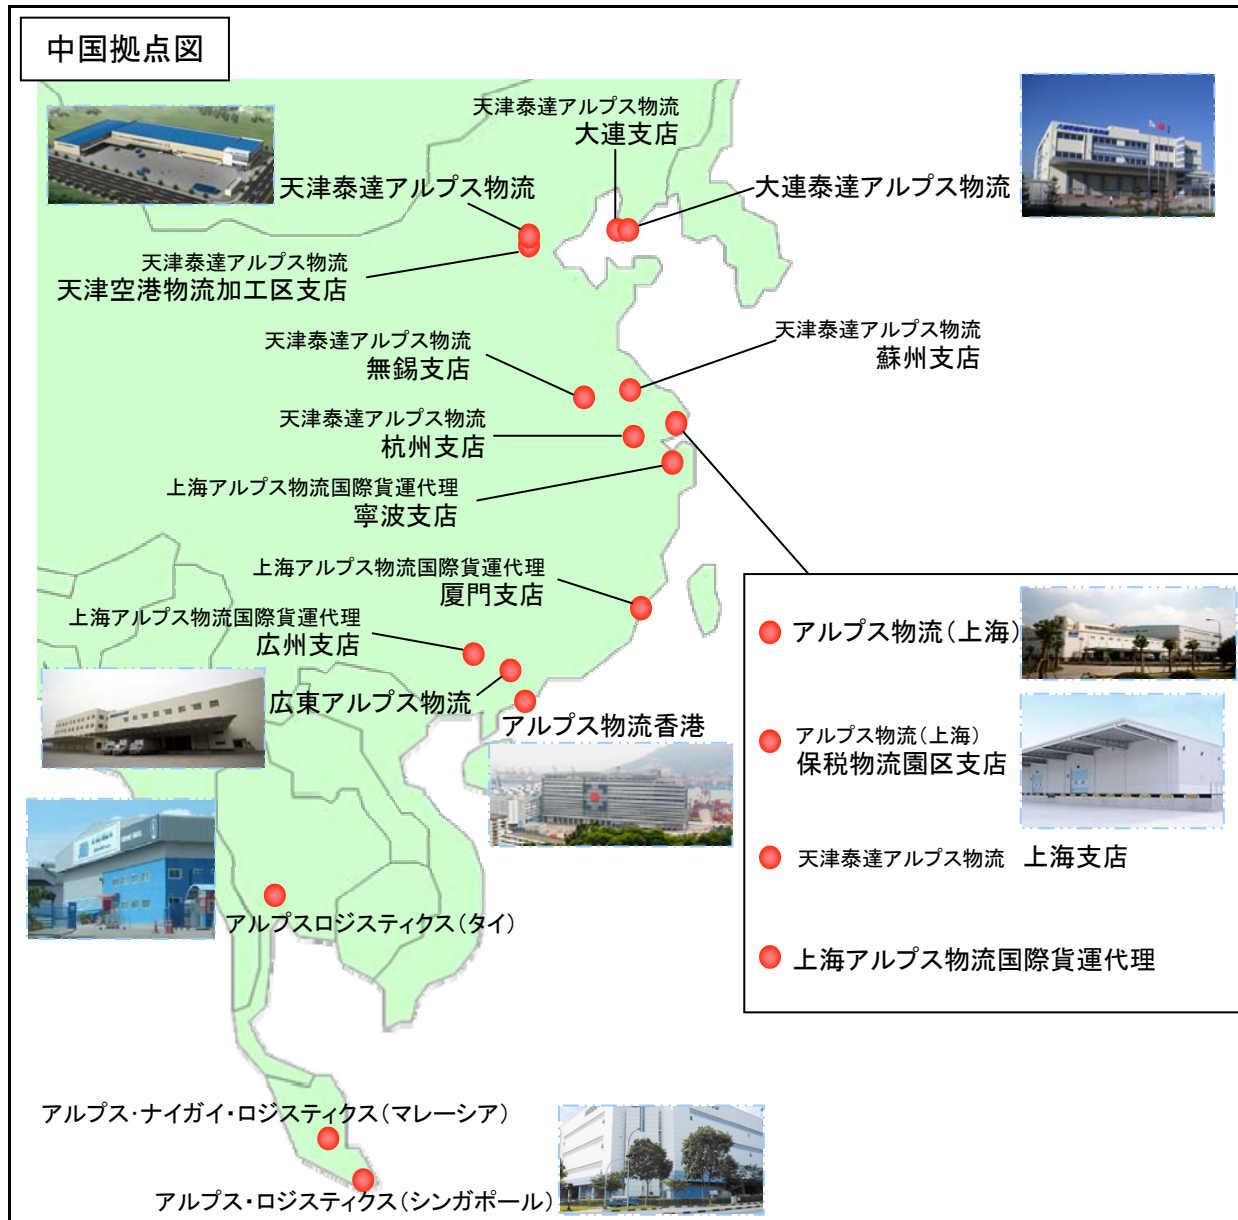 中国拠点図
天津泰達アルプス物流
大連支店
天津泰達アルプス物流
大連泰達アルプス物流
天津泰達アルプス物流
天津空港物流加工区支店
天津泰達アルプス物流
無錫支店
天津泰達アルプス物流
蘇州支店
天津泰達アルプス物流
杭州支店
上海アルプス物流国際貨運代理
寧波支店
上海アルプス物流国際貨運代理
厦門支店
上海アルプス物流国際貨運代理
広州支店
広東アルプス物流
アルプス物流香港
アルプス物流(上海)
アルプス物流(上海)
保税物流園区支店
天津泰達アルプス物流 上海支店
上海アルプス物流国際貨運代理
アルプスロジスティクス(タイ)
アルプス・ナイガイ・ロジスティクス(マレーシア)
アルプス・ロジスティクス(シンガポール)